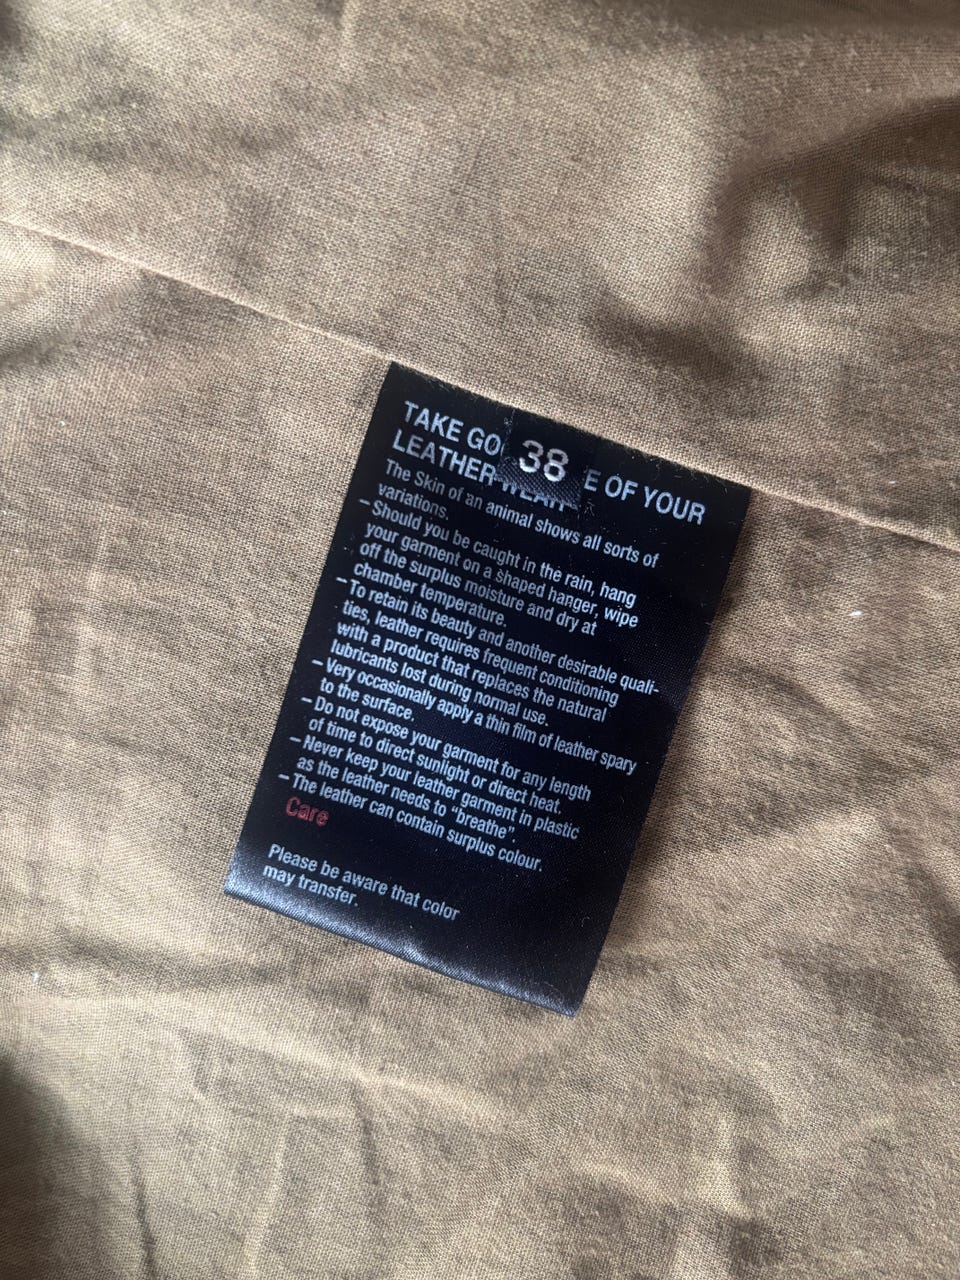 TAKE GO 38 E OF YOUR
LEATHER WEAR
The Skin of an animal shows all sorts of
variations.
– Should you be caught in the rain, hang
your garment on a shaped hanger, wipe
off the surplus moisture and dry at
chamber temperature.
– To retain its beauty and another desirable quali-
ties, leather requires frequent conditioning
with a product that replaces the natural
lubricants lost during normal use.
– Very occasionally apply a thin film of leather spary
to the surface.
– Do not expose your garment for any length
of time to direct sunlight or direct heat.
– Never keep your leather garment in plastic
as the leather needs to “breathe”.
– The leather can contain surplus colour.
Care
Please be aware that color
may transfer.